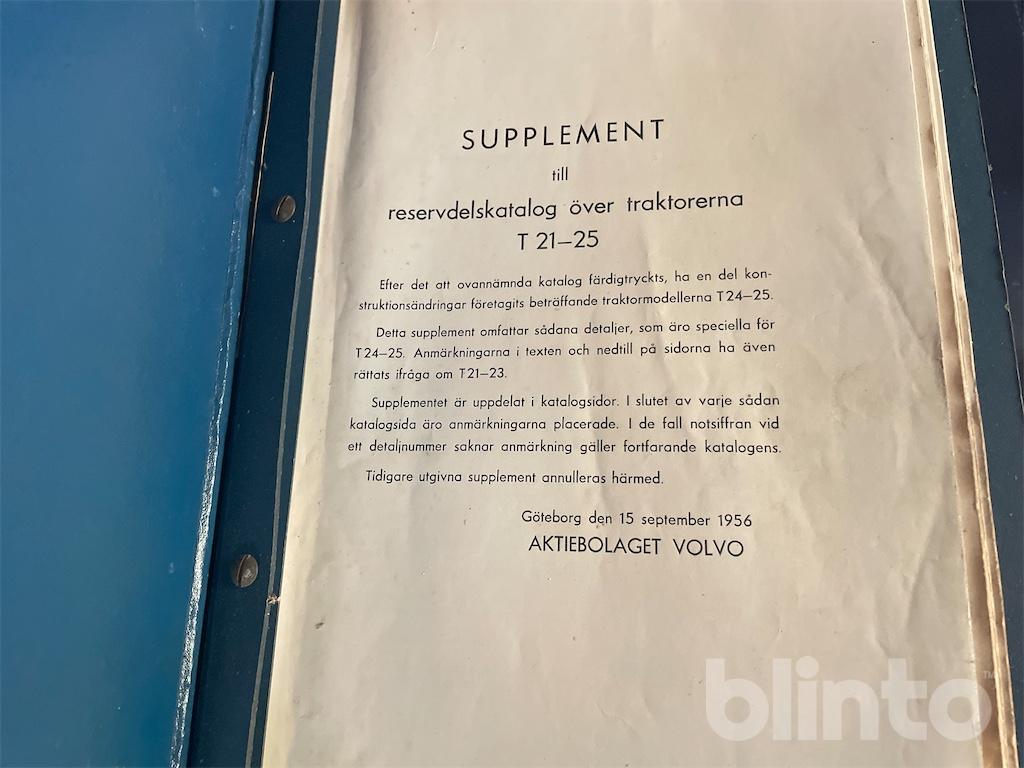 SUPPLEMENT
till
reservdelskatalog över traktorerna
T 21—25
Efter det att ovannämnda katalog färdigtryckts, ha en del kon-
struktionsändringar företagits beträffande traktormodellerna T 24—25.
Detta supplement omfattar sådana detaljer, som äro speciella för
T 24—25. Anmärkningarna i texten och nedtill på sidorna ha även
rättats ifråga om T 21—23.
Supplementet är uppdelat i katalogsidor. I slutet av varje sådan
katalogsida äro anmärkningarna placerade. I de fall notsiffran vid
ett detaljnummer saknar anmärkning gäller fortfarande katalogens.
Tidigare utgivna supplement annulleras härmed.
Göteborg den 15 september 1956
AKTIEBOLAGET VOLVO
blinto™